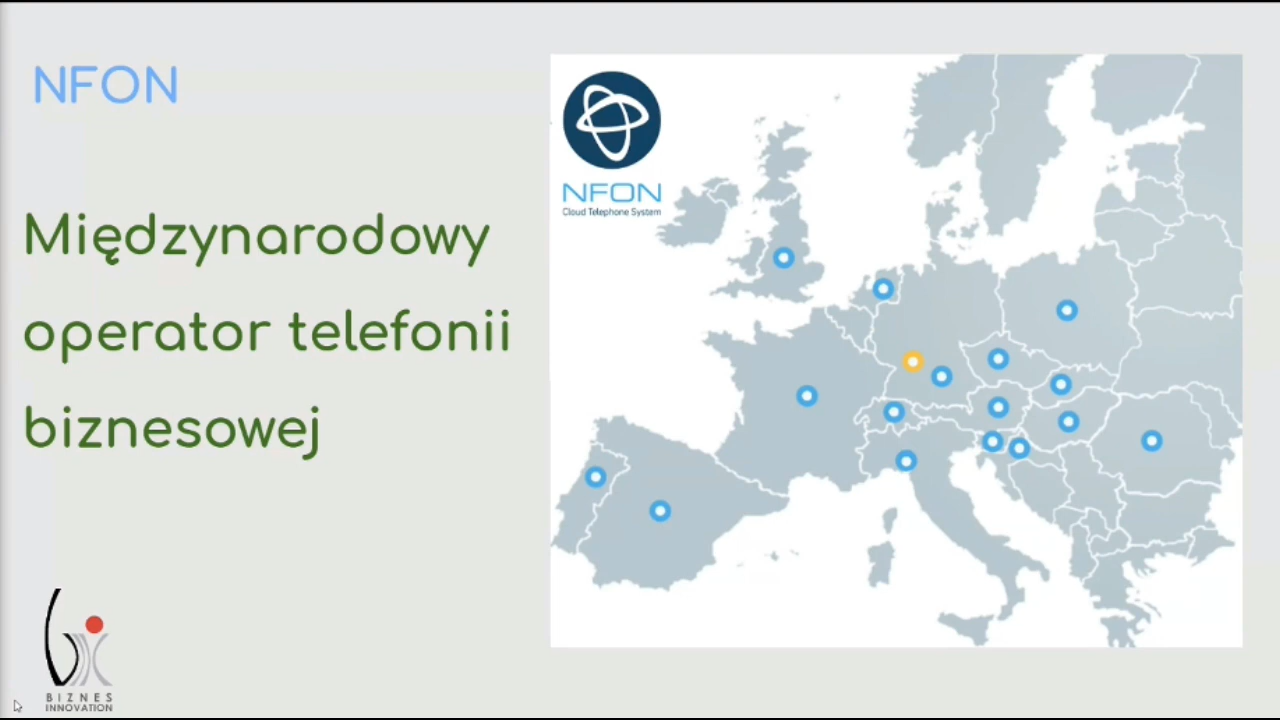 NFON
Międzynarodowy
operator telefonii
biznesowej
NFON
Cloud Telephone System
BIZNES
INNOVATION